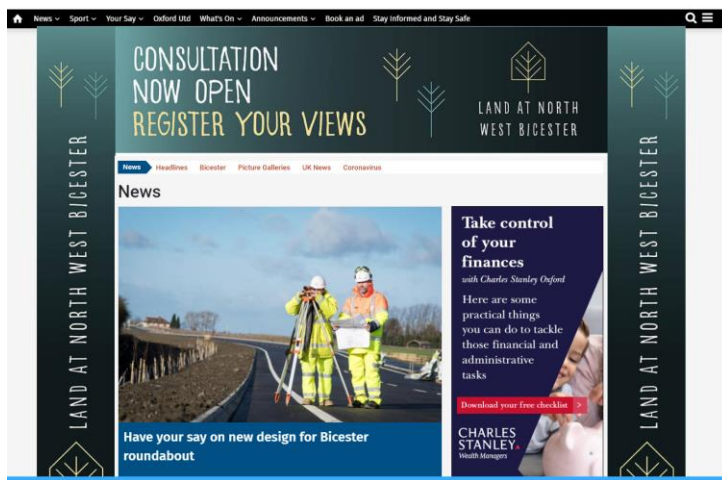 News Sport Your Say Oxford Utd What's On Announcements Book an ad Stay Informed and Stay Safe
CONSULTATION
NOW OPEN
REGISTER YOUR VIEWS
LAND AT NORTH
WEST BICESTER
LAND AT NORTH WEST BICESTER
LAND AT NORTH WEST BICESTER
News Headlines Bicester Picture Galleries UK News Coronavirus
News
Have your say on new design for Bicester
roundabout
Take control
of your
finances
with Charles Stanley Oxford
Here are some
practical things
you can do to tackle
those financial and
administrative
tasks
Download your free checklist >
CHARLES
STANLEY
Wealth Managers